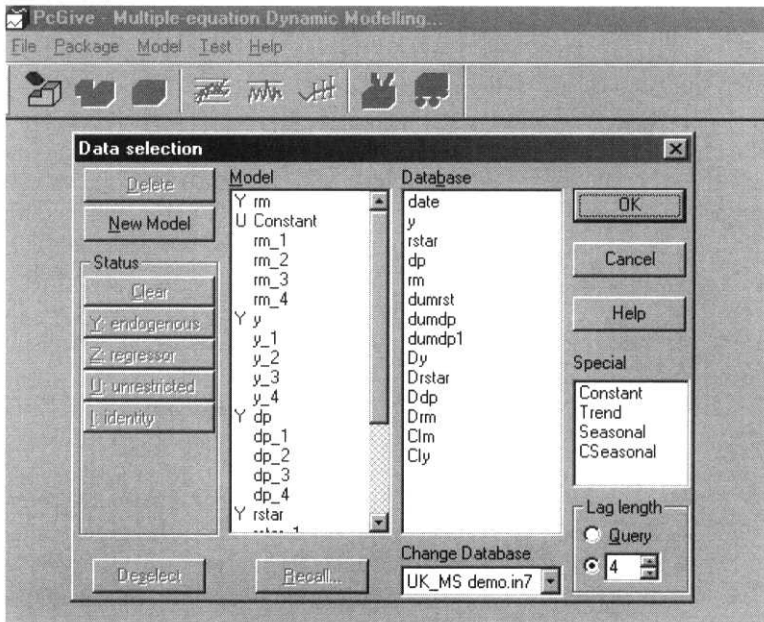 PcGive - Multiple-equation Dynamic Modelling...
File Package Model Test Help
Data selection
Delete
New Model
Status
Clear
Y: endogenous
Z: regressor
U: unrestricted
I: identity
Deselect
Model
Y rm
U Constant
rm_1
rm_2
rm_3
rm_4
Y y
y_1
y_2
y_3
y_4
Y dp
dp_1
dp_2
dp_3
dp_4
Y rstar
Recall...
Database
date
y
rstar
dp
rm
dumrst
dumdp
dumdp1
Dy
Drstar
Ddp
Drm
Clm
Cly
Change Database
UK_MS demo.in7
OK
Cancel
Help
Special
Constant
Trend
Seasonal
CSeasonal
Lag length
Query
4